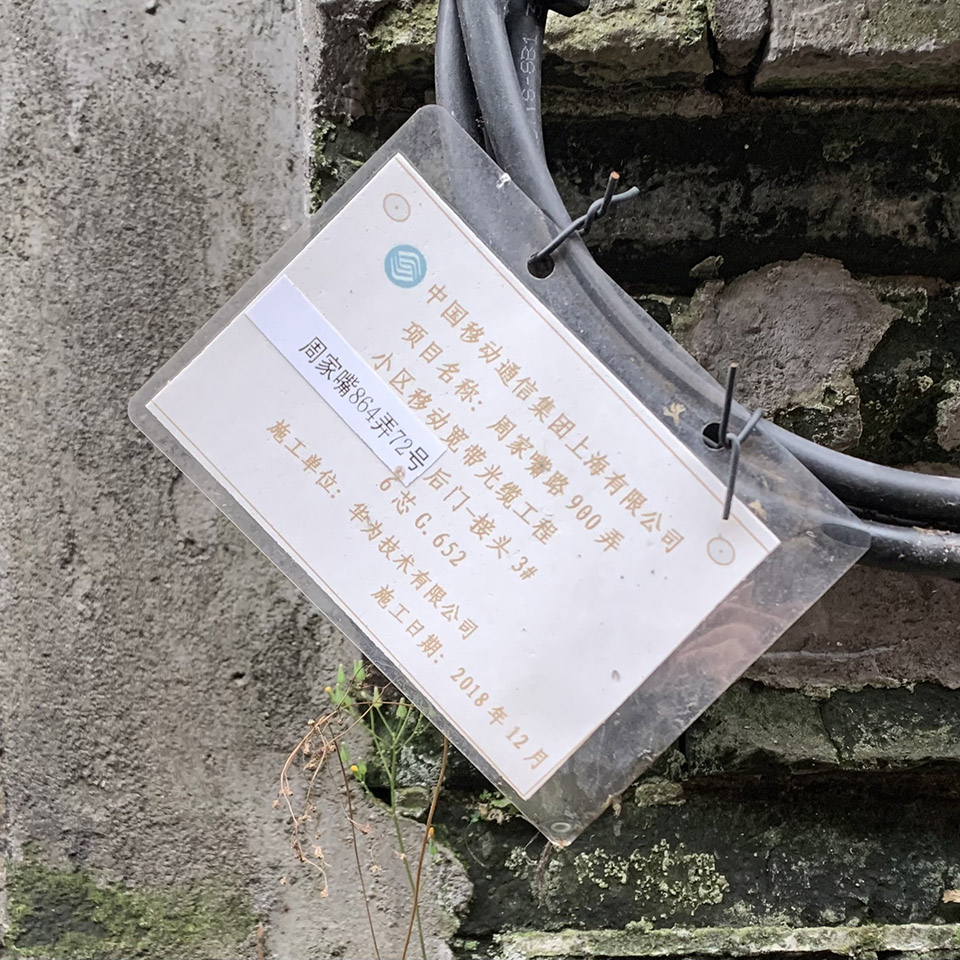 中国移动通信集团上海有限公司
项目名称：周家嘴路900弄
小区移动宽带光缆工程
周家嘴864弄72号
后门-接头3#
6芯 G.652
施工单位：华为技术有限公司
施工日期：2018年12月